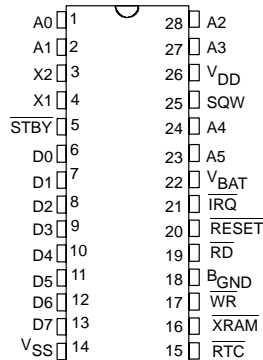 A0 1 28 A2
A1 2 27 A3
X2 3 26 VDD
X1 4 25 SQW
STBY 5 24 A4
D0 6 23 A5
D1 7 22 VBAT
D2 8 21 IRQ
D3 9 20 RESET
D4 10 19 RD
D5 11 18 BGND
D6 12 17 WR
D7 13 16 XRAM
VSS 14 15 RTC